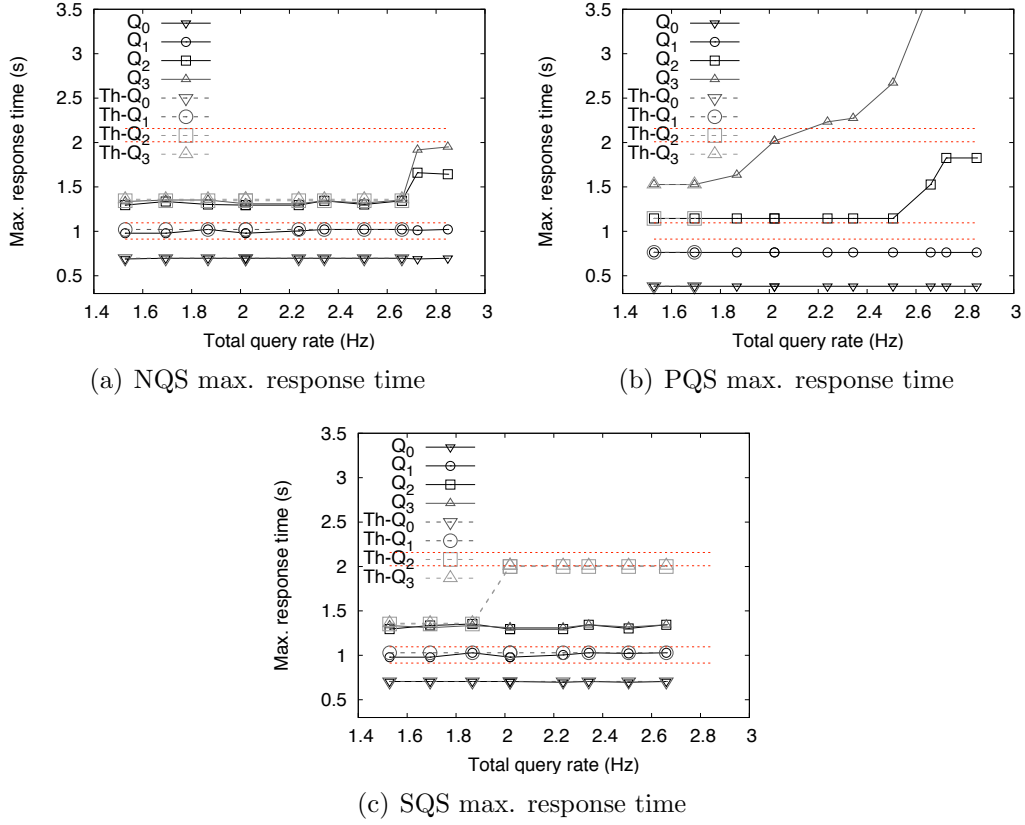 3.5
3
2.5
2
1.5
1
0.5
1.4 1.6 1.8 2 2.2 2.4 2.6 2.8 3
Max. response time (s)
Total query rate (Hz)
Q0
Q1
Q2
Q3
Th-Q0
Th-Q1
Th-Q2
Th-Q3
(a) NQS max. response time
3.5
3
2.5
2
1.5
1
0.5
1.4 1.6 1.8 2 2.2 2.4 2.6 2.8 3
Max. response time (s)
Total query rate (Hz)
Q0
Q1
Q2
Q3
Th-Q0
Th-Q1
Th-Q2
Th-Q3
(b) PQS max. response time
3.5
3
2.5
2
1.5
1
0.5
1.4 1.6 1.8 2 2.2 2.4 2.6 2.8 3
Max. response time (s)
Total query rate (Hz)
Q0
Q1
Q2
Q3
Th-Q0
Th-Q1
Th-Q2
Th-Q3
(c) SQS max. response time